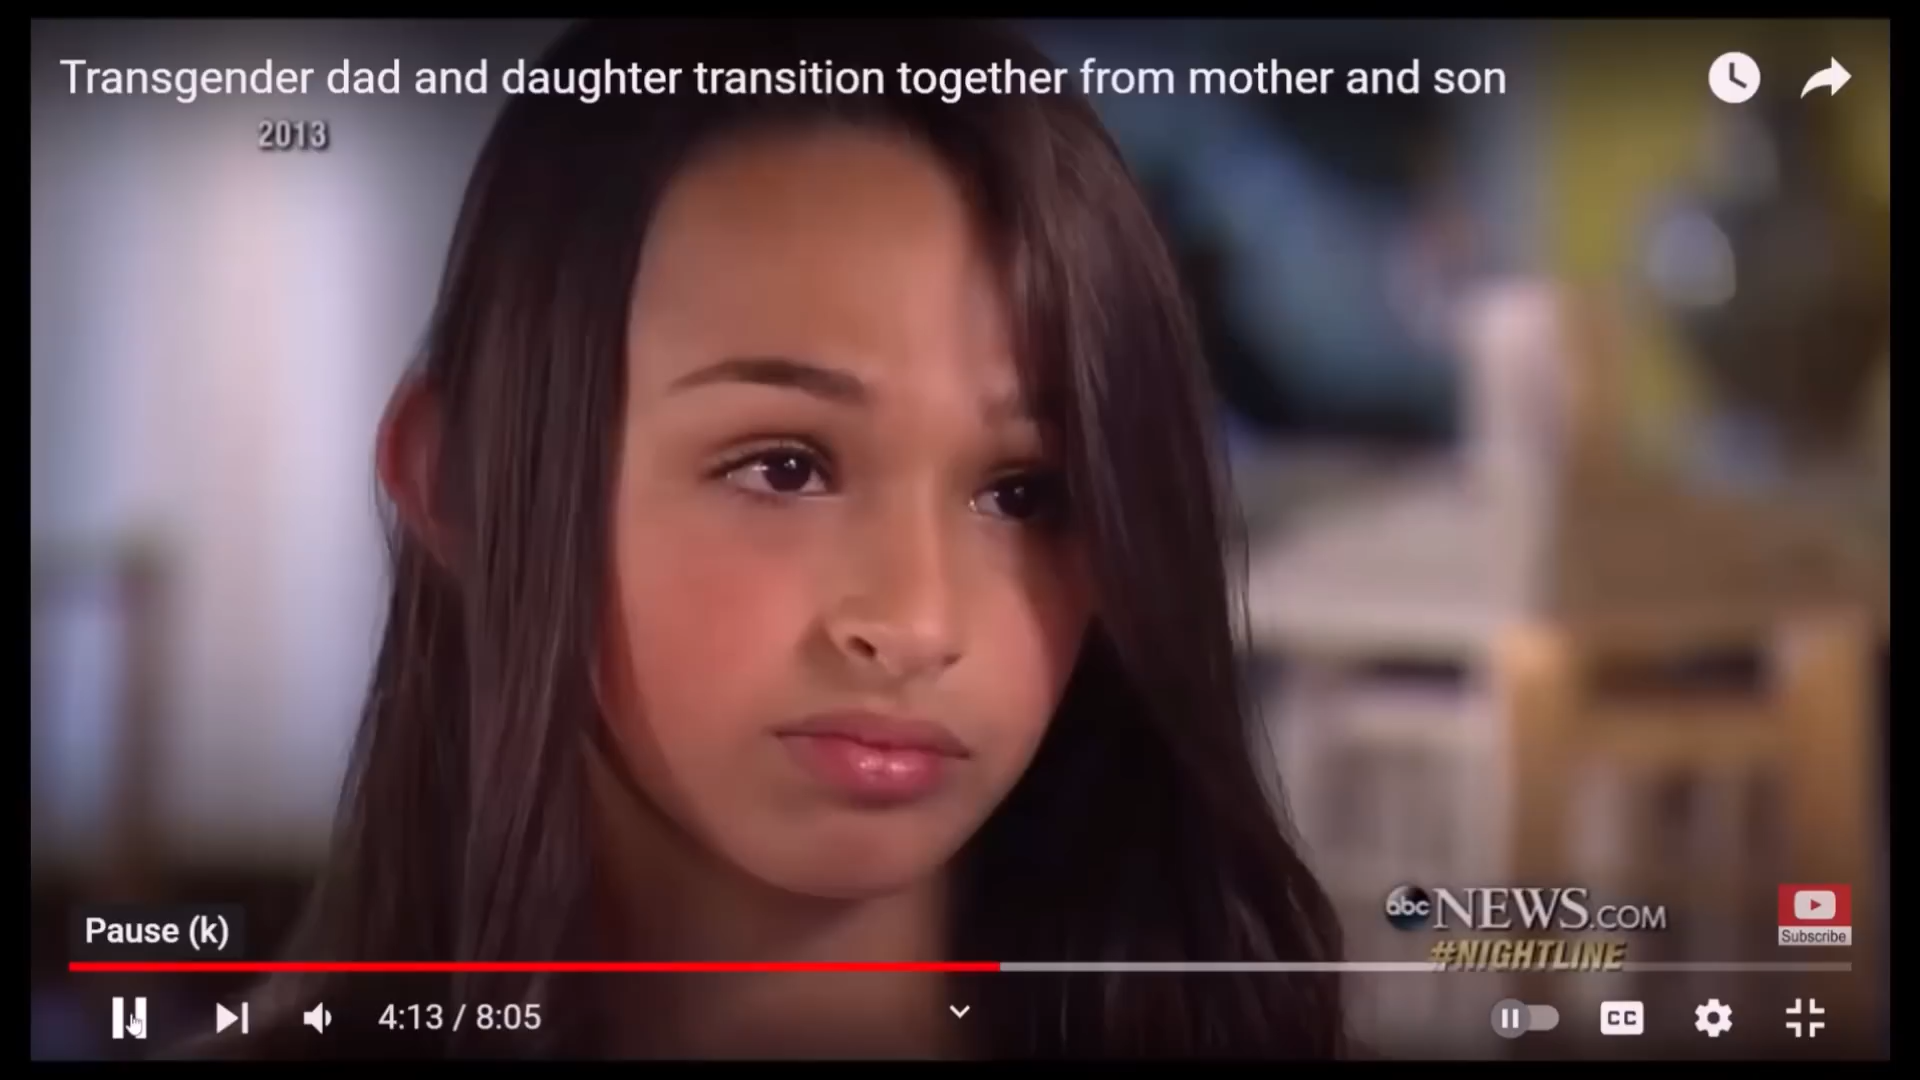 Transgender dad and daughter transition together from mother and son
2013
abc NEWS.COM
#NIGHTLINE
Subscribe
Pause (k)
4:13 / 8:05
CC